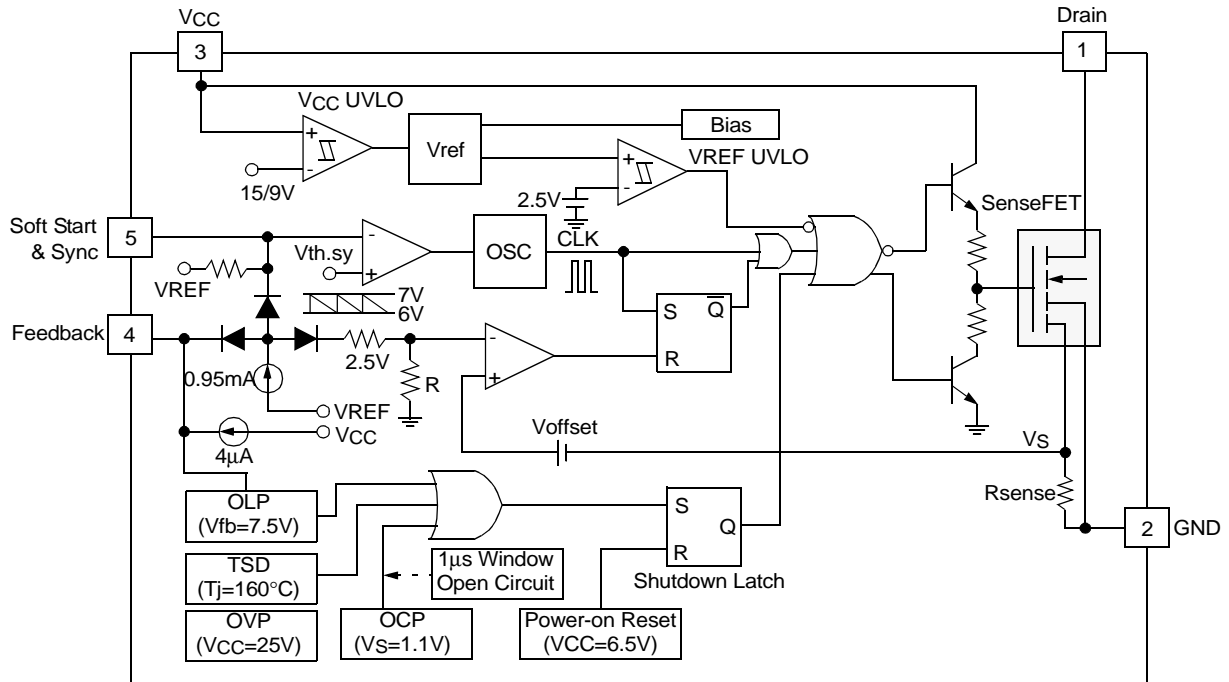 VCC
3
Drain
1
VCC UVLO
+
-
15/9V
Vref
Bias
VREF UVLO
+
-
2.5V
SenseFET
Soft Start
& Sync
5
VREF
Vth.sy
-
+
OSC
CLK
7V
6V
S
Q
R
Feedback
4
2.5V
R
-
+
0.95mA
VREF
VCC
4μA
Voffset
VS
Rsense
2
GND
OLP
(Vfb=7.5V)
TSD
(Tj=160°C)
OVP
(VCC=25V)
1μs Window
Open Circuit
OCP
(VS=1.1V)
S
Q
R
Shutdown Latch
Power-on Reset
(VCC=6.5V)